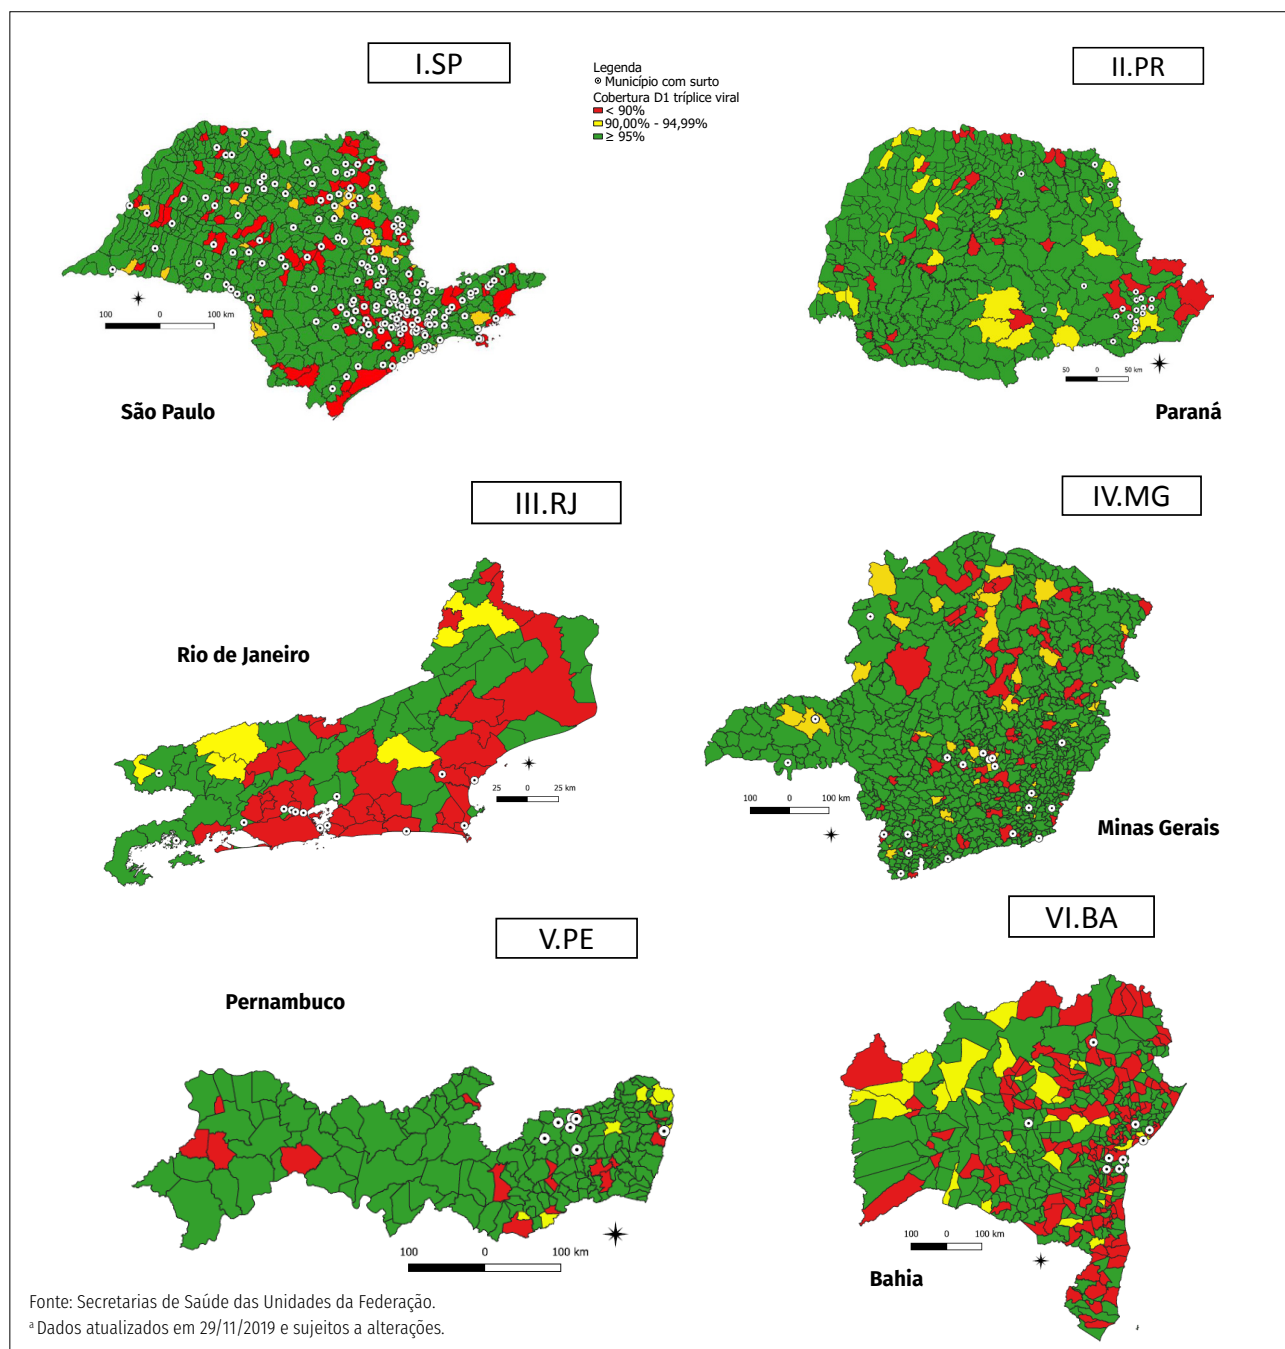 I.SP
Legenda
Município com surto
Cobertura D1 tríplice viral
< 90%
90,00% - 94,99%
≥ 95%
II.PR
100 0 100 km
São Paulo
50 0 50 km
Paraná
III.RJ
IV.MG
Rio de Janeiro
25 0 25 km
100 0 100 km
Minas Gerais
V.PE
VI.BA
Pernambuco
100 0 100 km
100 0 100 km
Bahia
Fonte: Secretarias de Saúde das Unidades da Federação.
ª Dados atualizados em 29/11/2019 e sujeitos a alterações.